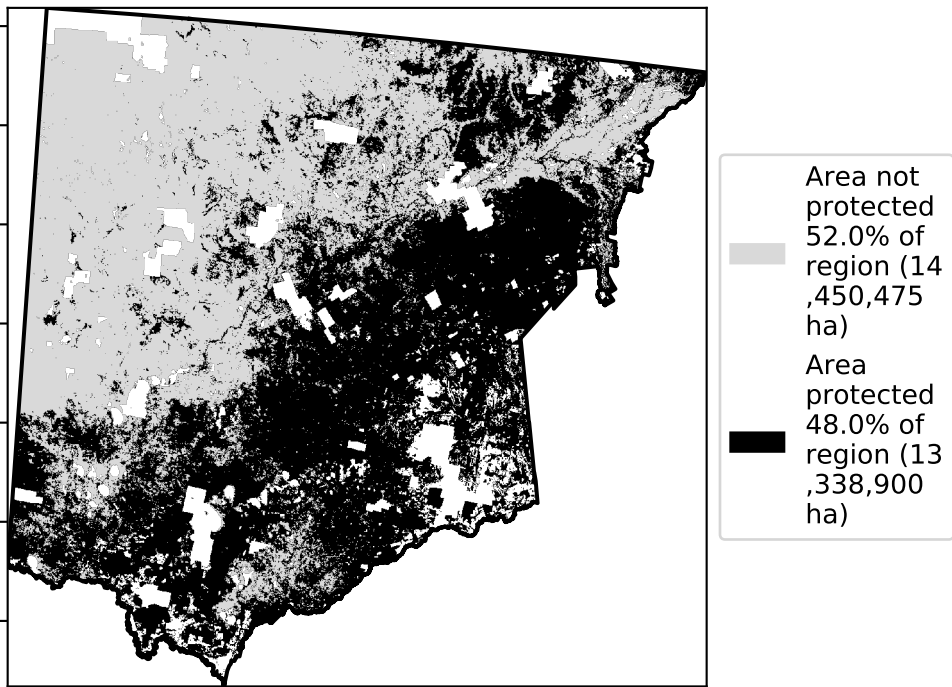 Area not
protected
52.0% of
region (14
,450,475
ha)
Area
protected
48.0% of
region (13
,338,900
ha)